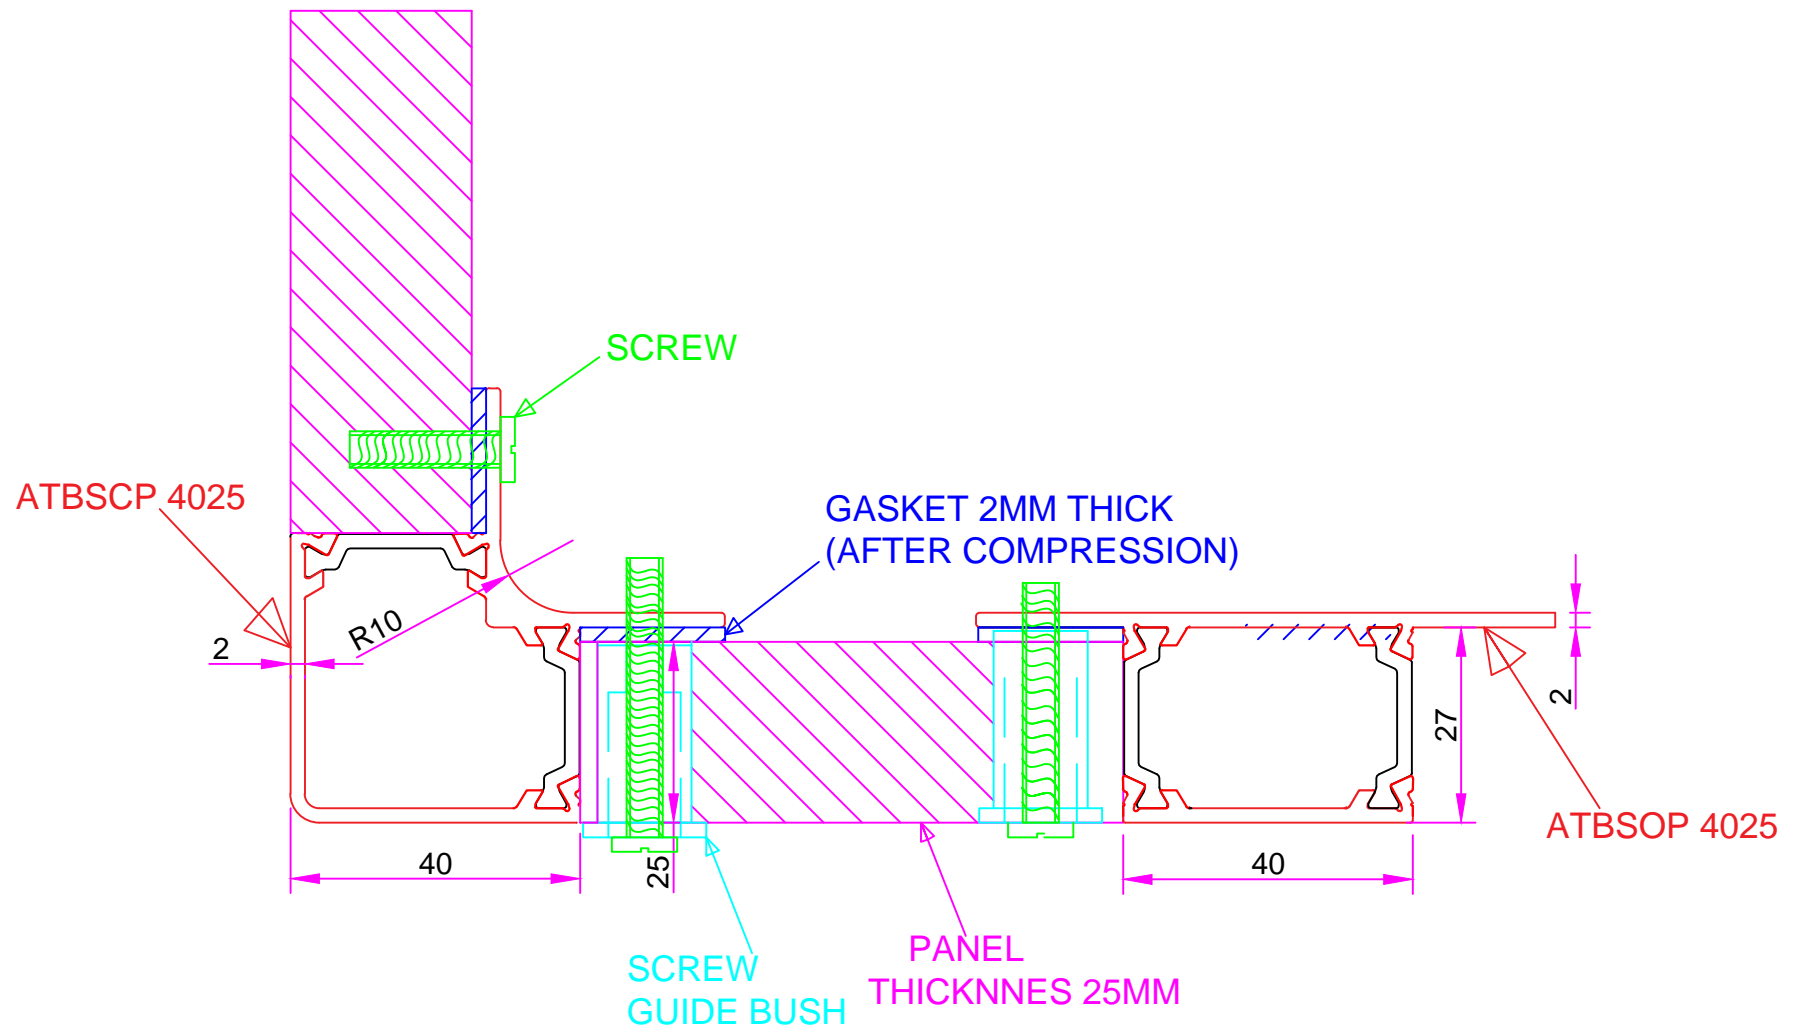 SCREW
ATBSCP 4025
GASKET 2MM THICK
(AFTER COMPRESSION)
R10
2
2
27
ATBSOP 4025
40
25
40
PANEL
THICKNNES 25MM
SCREW
GUIDE BUSH